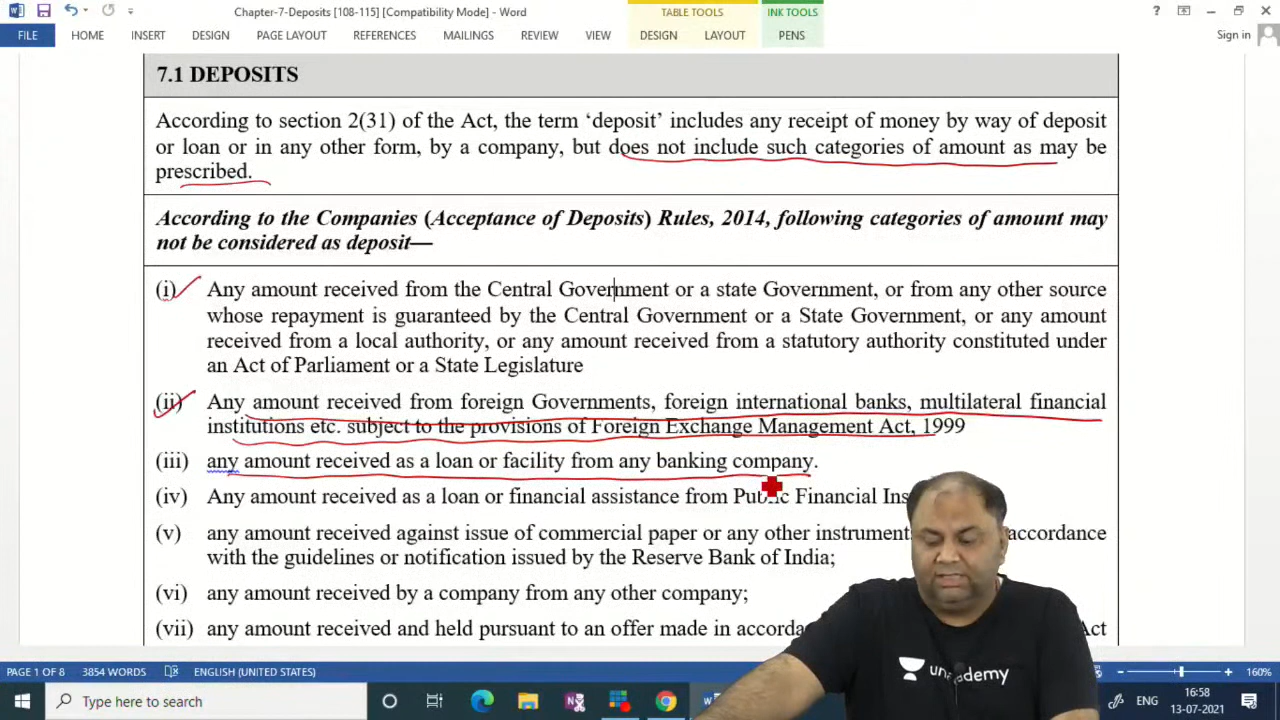 Chapter-7-Deposits [108-115] [Compatibility Mode] - Word
TABLE TOOLS
INK TOOLS
?
FILE HOME INSERT DESIGN PAGE LAYOUT REFERENCES MAILINGS REVIEW VIEW DESIGN LAYOUT PENS Sign in
7.1 DEPOSITS
According to section 2(31) of the Act, the term ‘deposit’ includes any receipt of money by way of deposit
or loan or in any other form, by a company, but does not include such categories of amount as may be
prescribed.
According to the Companies (Acceptance of Deposits) Rules, 2014, following categories of amount may
not be considered as deposit—
(i) Any amount received from the Central Government or a state Government, or from any other source
whose repayment is guaranteed by the Central Government or a State Government, or any amount
received from a local authority, or any amount received from a statutory authority constituted under
an Act of Parliament or a State Legislature
(ii) Any amount received from foreign Governments, foreign international banks, multilateral financial
institutions etc. subject to the provisions of Foreign Exchange Management Act, 1999
(iii) any amount received as a loan or facility from any banking company.
(iv) Any amount received as a loan or financial assistance from Public Financial Ins
(v) any amount received against issue of commercial paper or any other instruments accordance
with the guidelines or notification issued by the Reserve Bank of India;
(vi) any amount received by a company from any other company;
(vii) any amount received and held pursuant to an offer made in accorda Act
unacademy
PAGE 1 OF 8 3854 WORDS ENGLISH (UNITED STATES) 160%
Type here to search
ENG
16:58
13-07-2021